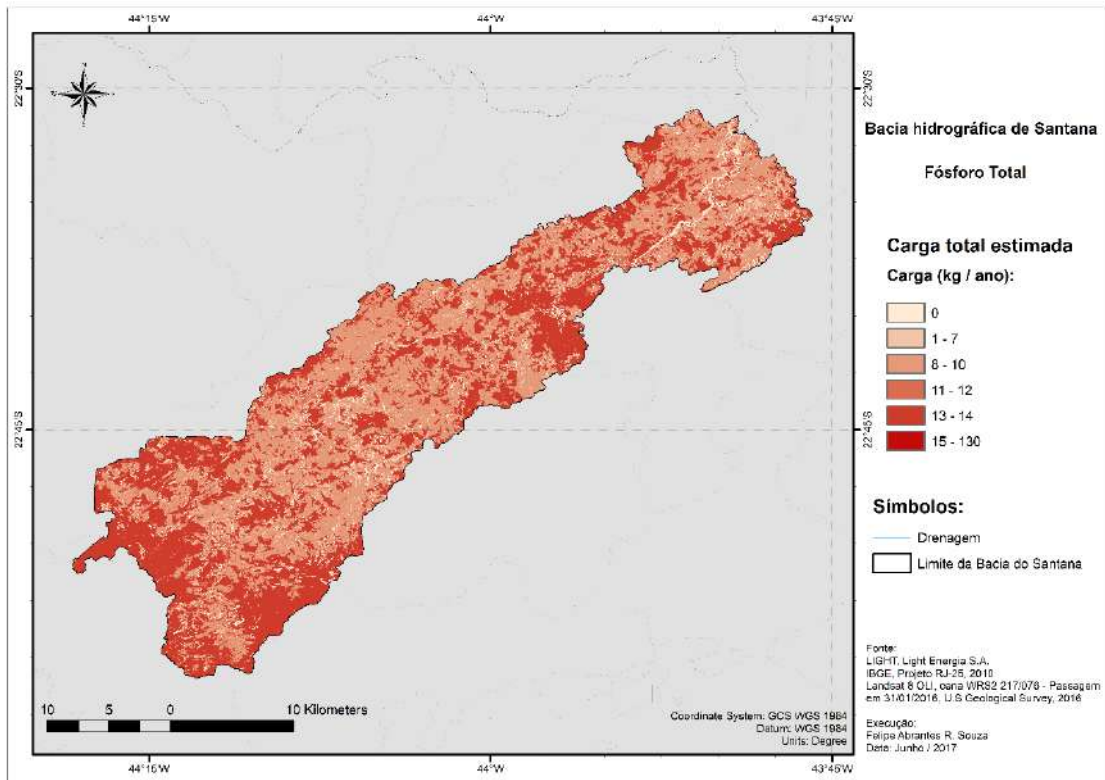 44°15'W
44°W
43°45'W
22°30'S
22°30'S
22°45'S
22°45'S
44°15'W
44°W
43°45'W
10 5 0 10 Kilometers
Coordinate System: GCS WGS 1984
Datum: WGS 1984
Units: Degree
Bacia hidrográfica de Santana
Fósforo Total
Carga total estimada
Carga (kg / ano):
0
1 - 7
8 - 10
11 - 12
13 - 14
15 - 130
Símbolos:
Drenagem
Limite da Bacia do Santana
Fonte:
LIGHT, Light Energia S.A.
IBGE, Projeto RJ-25, 2010
Landsat 8 OLI, cena WRS2 217/076 - Passagem
em 31/01/2016, U.S Geological Survey, 2016
Execução:
Felipe Abrantes R. Souza
Data: Junho / 2017